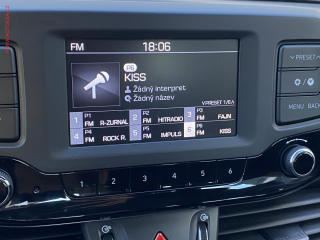 FM 18:06
P6
KISS
Žádný interpret
Žádný název
V.PRESET 1/6
1 P1 FM R-ZURNAL 2 P2 FM HITRADIO 3 P3 FM FAJN
4 P4 FM ROCK R. 5 P5 FM IMPULS 6 P6 FM KISS
PRESET
MENU BACK
1 2 3 4 5 6